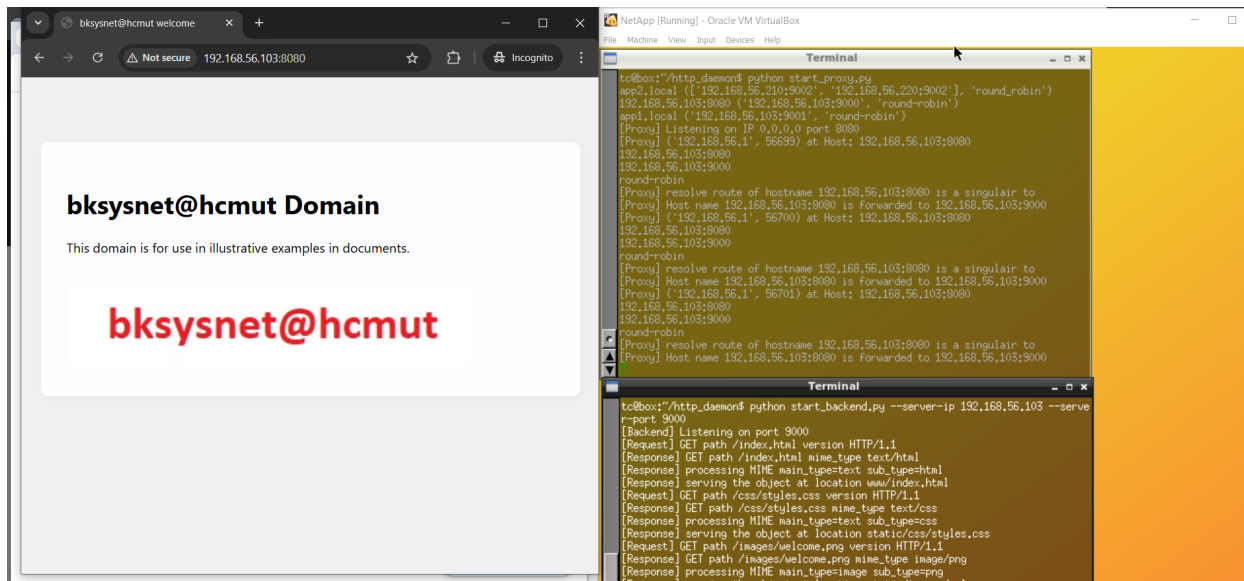 bksysnet@hcmut welcome
Not secure
192.168.56.103:8080
Incognito
bksysnet@hcmut Domain
This domain is for use in illustrative examples in documents.
bksysnet@hcmut
NetApp [Running] - Oracle VM VirtualBox
File Machine View Input Devices Help
Terminal
tc@box:~/http_daemon$ python start_proxy.py
app2.local (['192.168.56.210:9002', '192.168.56.220:9002'], 'round_robin')
192.168.56.103:8080 ('192.168.56.103:9000', 'round-robin')
app1.local ('192.168.56.103:9001', 'round-robin')
[Proxy] Listening on IP 0.0.0.0 port 8080
[Proxy] ('192.168.56.1', 56699) at Host: 192.168.56.103:8080
192.168.56.103:8080
192.168.56.103:9000
round-robin
[Proxy] resolve route of hostname 192.168.56.103:8080 is a singulair to
[Proxy] Host name 192.168.56.103:8080 is forwarded to 192.168.56.103:9000
[Proxy] ('192.168.56.1', 56700) at Host: 192.168.56.103:8080
192.168.56.103:8080
192.168.56.103:9000
round-robin
[Proxy] resolve route of hostname 192.168.56.103:8080 is a singulair to
[Proxy] Host name 192.168.56.103:8080 is forwarded to 192.168.56.103:9000
[Proxy] ('192.168.56.1', 56701) at Host: 192.168.56.103:8080
192.168.56.103:8080
192.168.56.103:9000
round-robin
[Proxy] resolve route of hostname 192.168.56.103:8080 is a singulair to
[Proxy] Host name 192.168.56.103:8080 is forwarded to 192.168.56.103:9000
Terminal
tc@box:~/http_daemon$ python start_backend.py --server-ip 192.168.56.103 --serve
r-port 9000
[Backend] Listening on port 9000
[Request] GET path /index.html version HTTP/1.1
[Response] GET path /index.html mime_type text/html
[Response] processing MIME main_type=text sub_type=html
[Response] serving the object at location www/index.html
[Request] GET path /css/styles.css version HTTP/1.1
[Response] GET path /css/styles.css mime_type text/css
[Response] processing MIME main_type=text sub_type=css
[Response] serving the object at location static/css/styles.css
[Request] GET path /images/welcome.png version HTTP/1.1
[Response] GET path /images/welcome.png mime_type image/png
[Response] processing MIME main_type=image sub_type=png